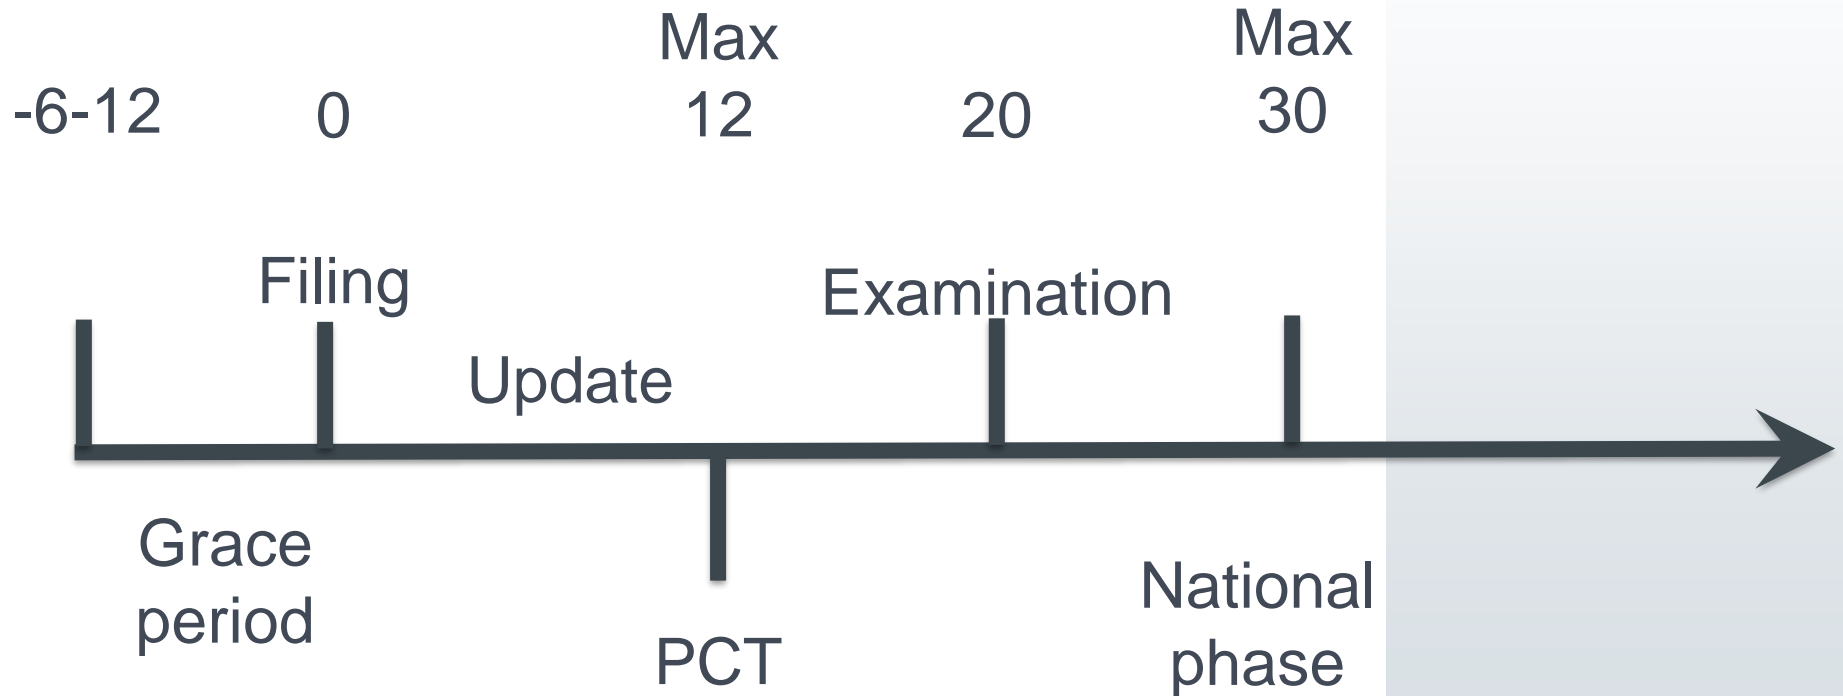 Max
Max
-6-12
0
12
20
30
Filing
Examination
Update
Grace
period
National
phase
PCT